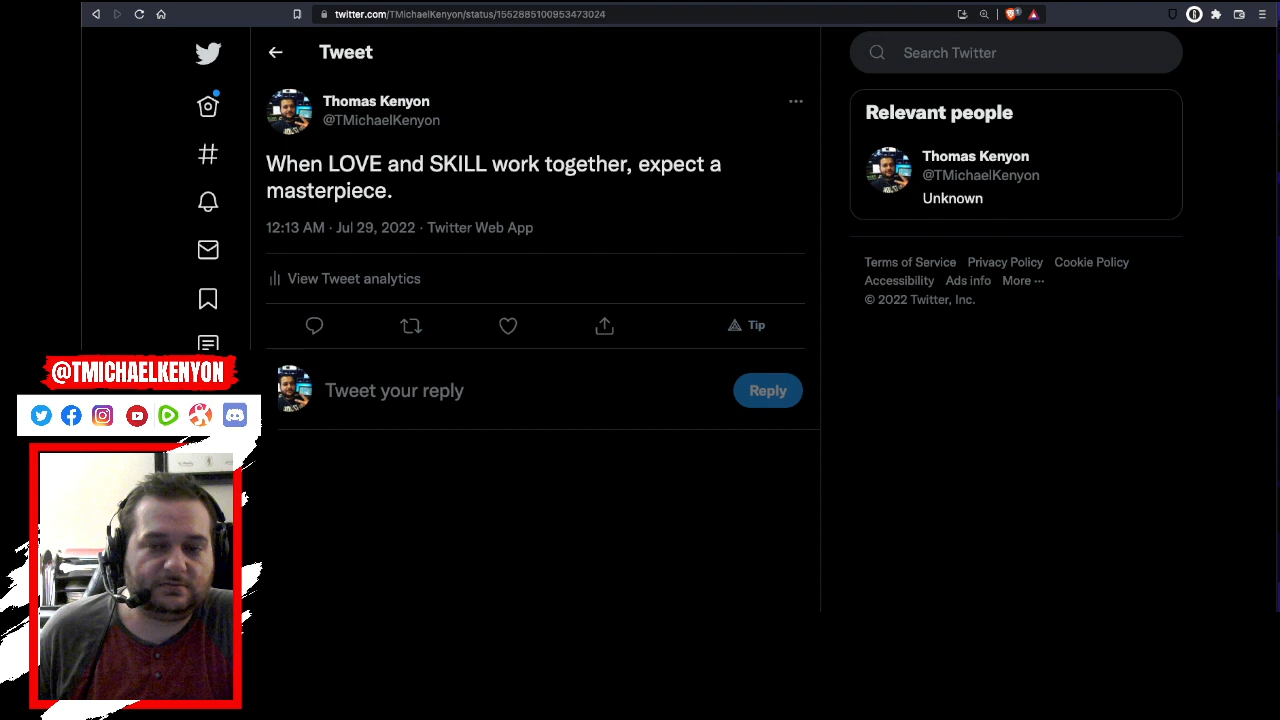 twitter.com/TMichaelKenyon/status/1552885100953473024
Tweet
Search Twitter
Thomas Kenyon
@TMichaelKenyon
When LOVE and SKILL work together, expect a
masterpiece.
12:13 AM · Jul 29, 2022 · Twitter Web App
View Tweet analytics
Tip
Tweet your reply
Reply
Relevant people
Thomas Kenyon
@TMichaelKenyon
Unknown
Terms of Service Privacy Policy Cookie Policy
Accessibility Ads info More ···
© 2022 Twitter, Inc.
@TMICHAELKENYON